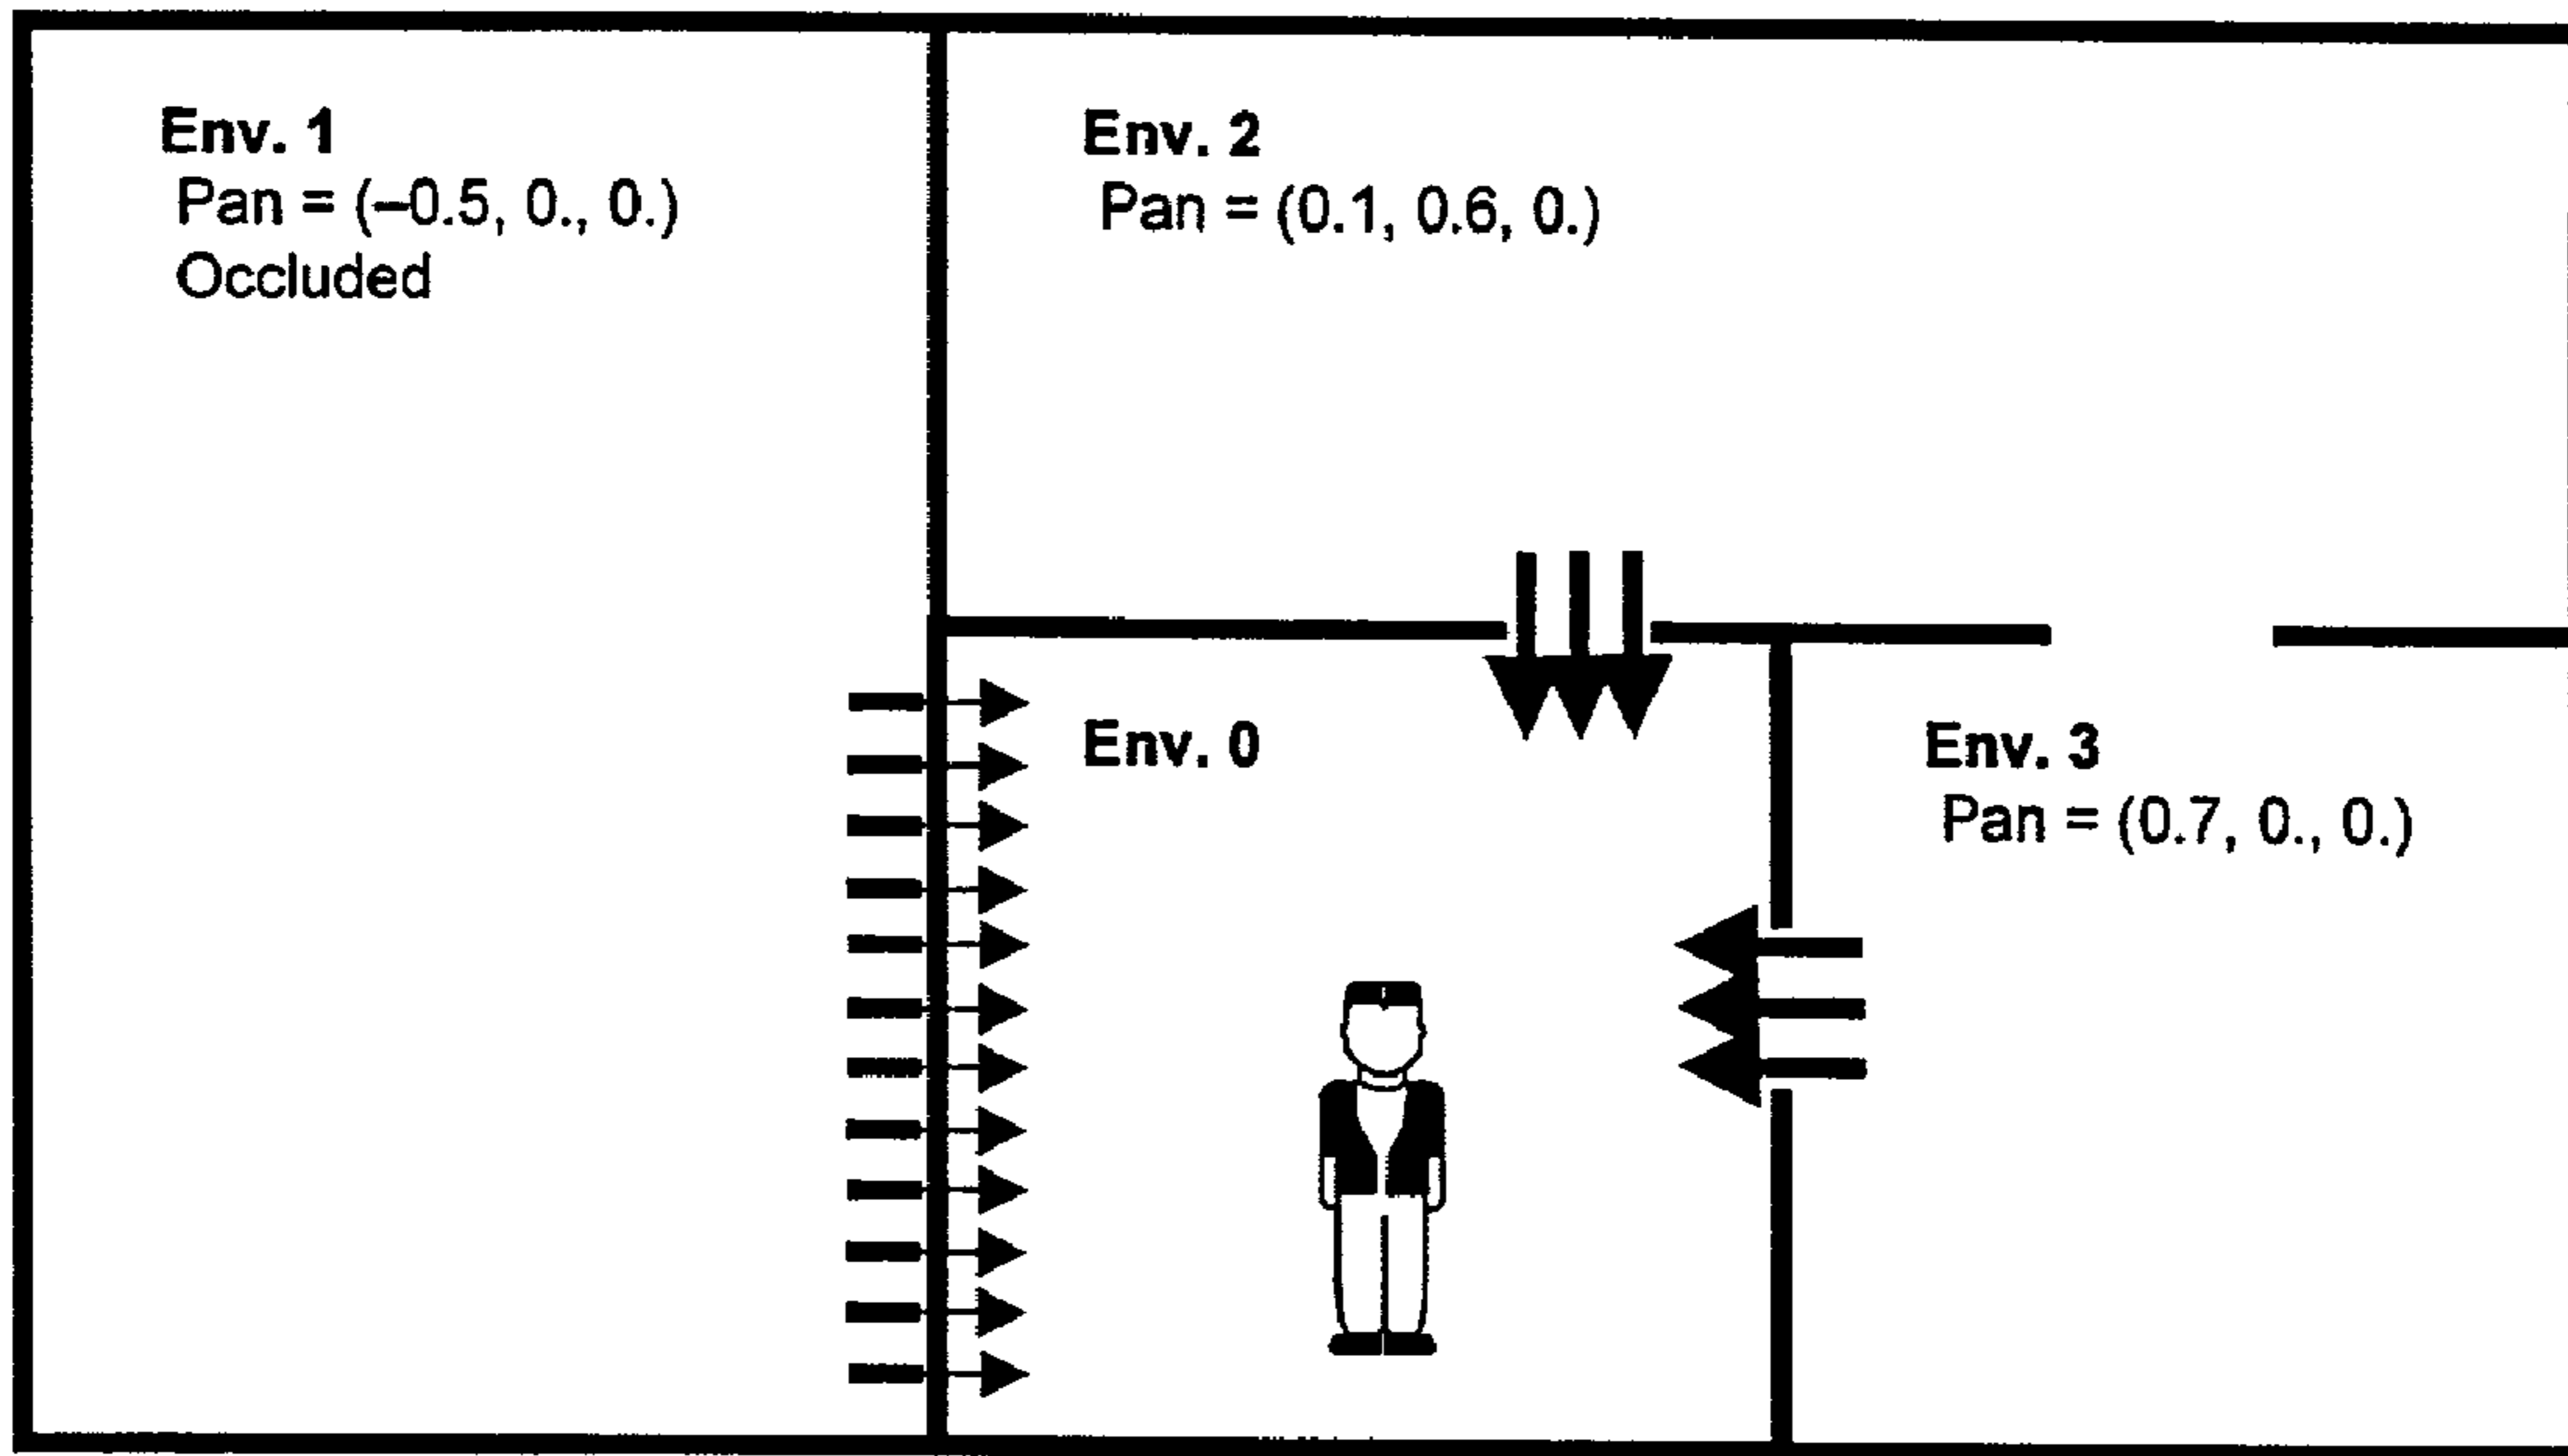 Env. 1
Pan = (–0.5, 0., 0.)
Occluded
Env. 2
Pan = (0.1, 0.6, 0.)
Env. 0
Env. 3
Pan = (0.7, 0., 0.)